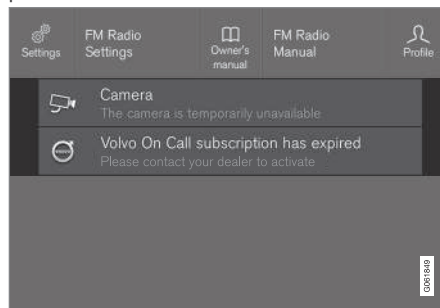 Settings
FM Radio
Settings
Owner's
manual
FM Radio
Manual
Profile
Camera
The camera is temporarily unavailable
Volvo On Call subscription has expired
Please contact your dealer to activate
G061849